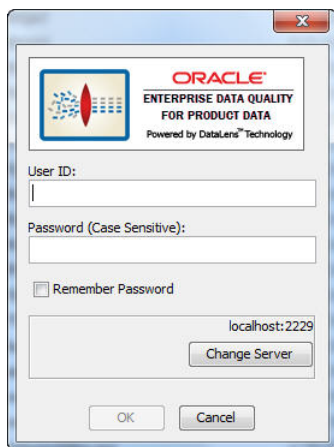 ORACLE
ENTERPRISE DATA QUALITY
FOR PRODUCT DATA
Powered by DataLens™ Technology
User ID:
Password (Case Sensitive):
Remember Password
localhost:2229
Change Server
OK
Cancel